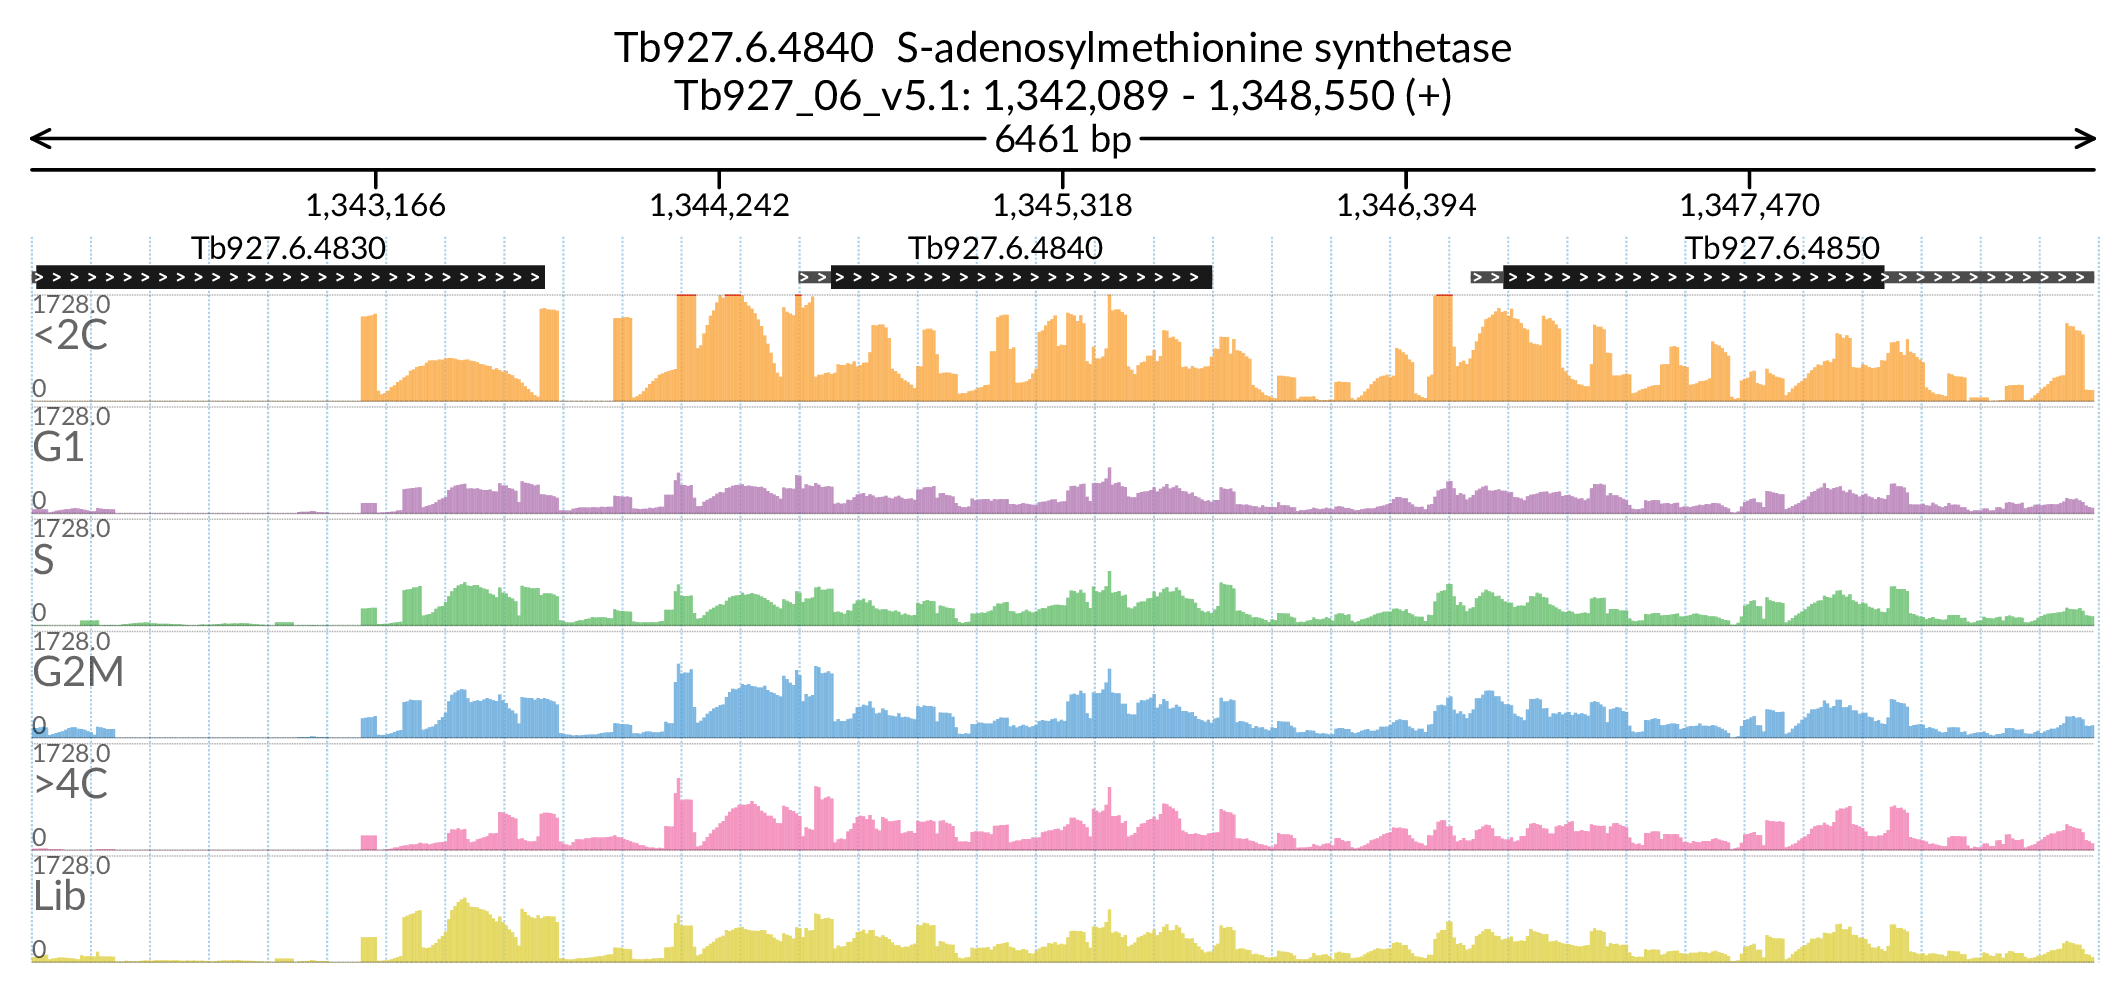 Tb927.6.4840  S-adenosylmethionine synthetase
Tb927_06_v5.1: 1,342,089 - 1,348,550 (+)
6461 bp
1,343,166 1,344,242 1,345,318 1,346,394 1,347,470
Tb927.6.4830 Tb927.6.4840 Tb927.6.4850
1728.0
<2C
0
1728.0
G1
0
1728.0
S
0
1728.0
G2M
0
1728.0
>4C
0
1728.0
Lib
0